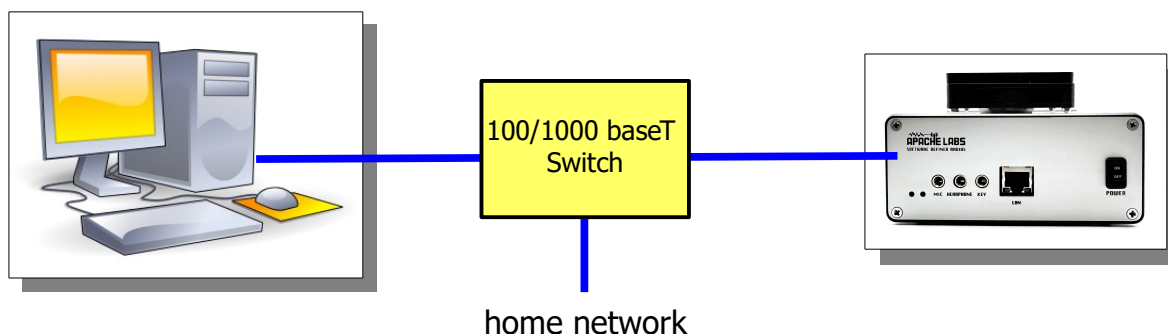 100/1000 baseT
Switch
home network
APACHE LABS
SOFTWARE DEFINED RADIOS
MIC HEADPHONE KEY
LAN
ON
OFF
POWER